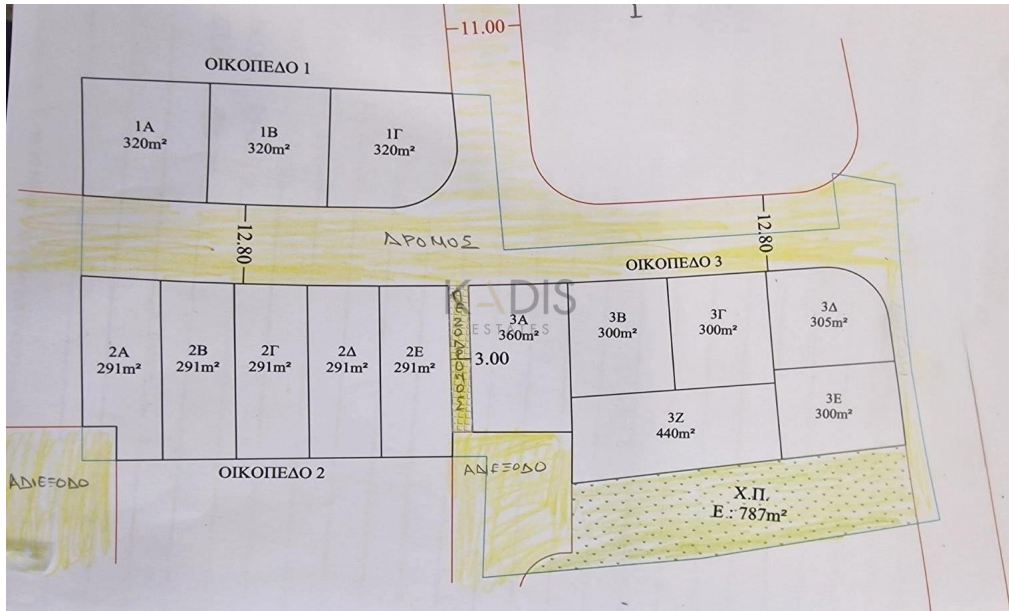 1
11.00
ΟΙΚΟΠΕΔΟ 1
1Α
320m²
1Β
320m²
1Γ
320m²
12.80
ΔΡΟΜΟΣ
12.80
ΟΙΚΟΠΕΔΟ 3
KADIS
ESTATES
2Α
291m²
2Β
291m²
2Γ
291m²
2Δ
291m²
2Ε
291m²
ΠΕΖΟΔΡΟΜΟΣ
3.00
3Α
360m²
3Β
300m²
3Γ
300m²
3Δ
305m²
3Ε
300m²
3Ζ
440m²
ΟΙΚΟΠΕΔΟ 2
ΑΔΙΕΞΟΔΟ
ΑΔΙΕΞΟΔΟ
Χ.Π.
Ε.: 787m²